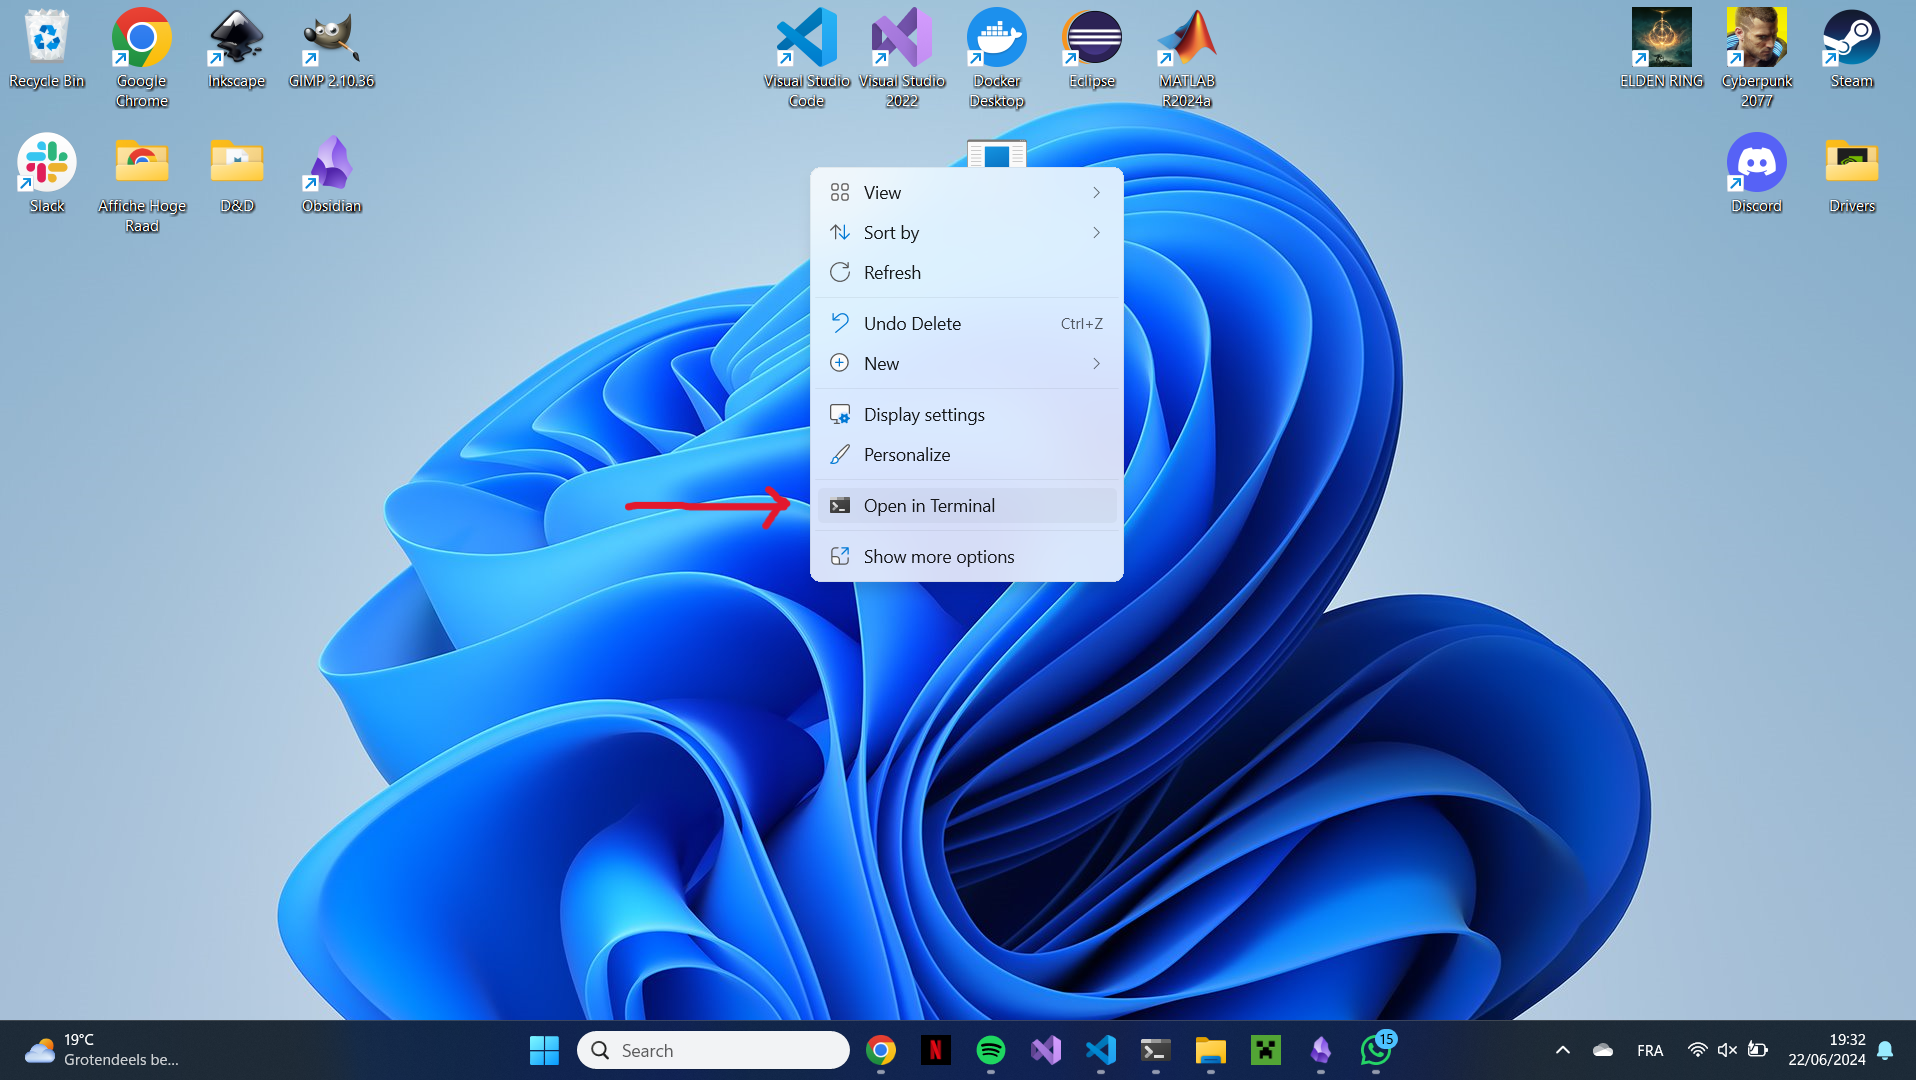 Recycle Bin
Google
Chrome
Inkscape
GIMP 2.10.36
Visual Studio
Code
Visual Studio
2022
Docker
Desktop
Eclipse
MATLAB
R2024a
ELDEN RING
Cyberpunk
2077
Steam
Slack
Affiche Hoge
Raad
D&D
Obsidian
Discord
Drivers
View
Sort by
Refresh
Undo Delete Ctrl+Z
New
Display settings
Personalize
Open in Terminal
Show more options
19°C
Grotendeels be...
Search
N
15
FRA
19:32
22/06/2024